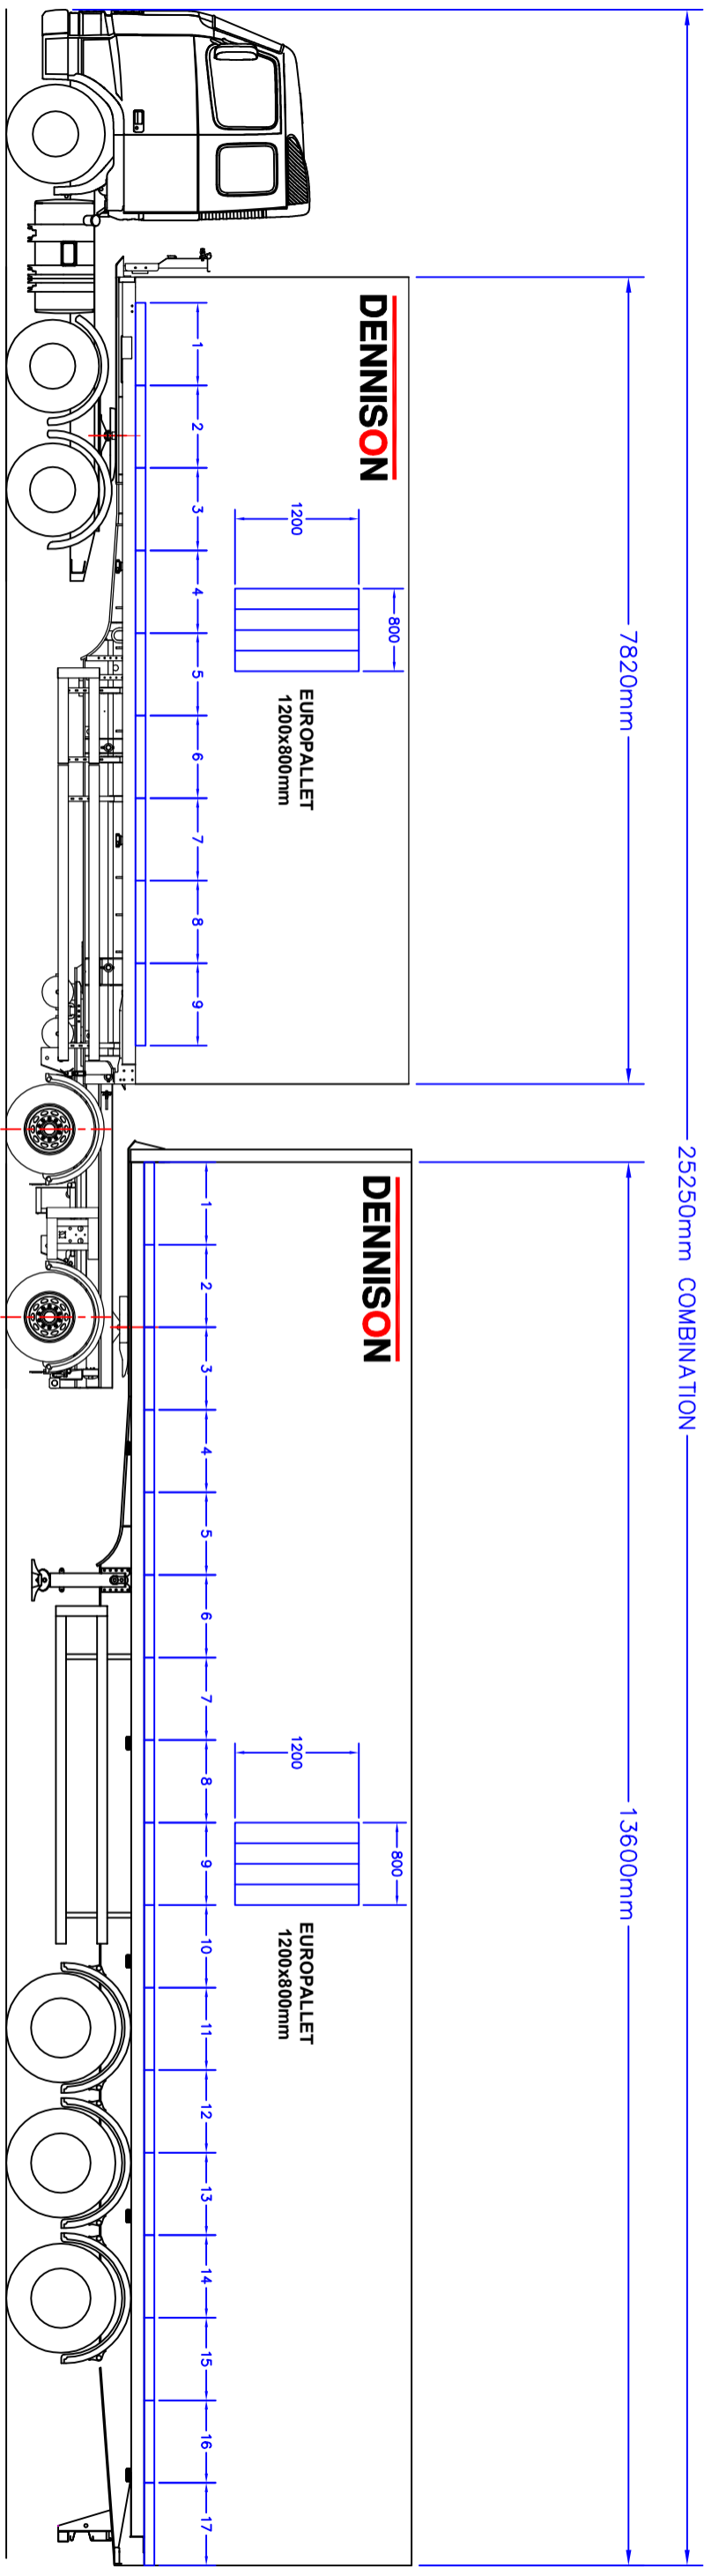 25250mm COMBINATION
7820mm
13600mm
DENNISON
800
1200
EUROPALLET
1200x800mm
1 2 3 4 5 6 7 8 9
DENNISON
800
1200
EUROPALLET
1200x800mm
1 2 3 4 5 6 7 8 9 10 11 12 13 14 15 16 17